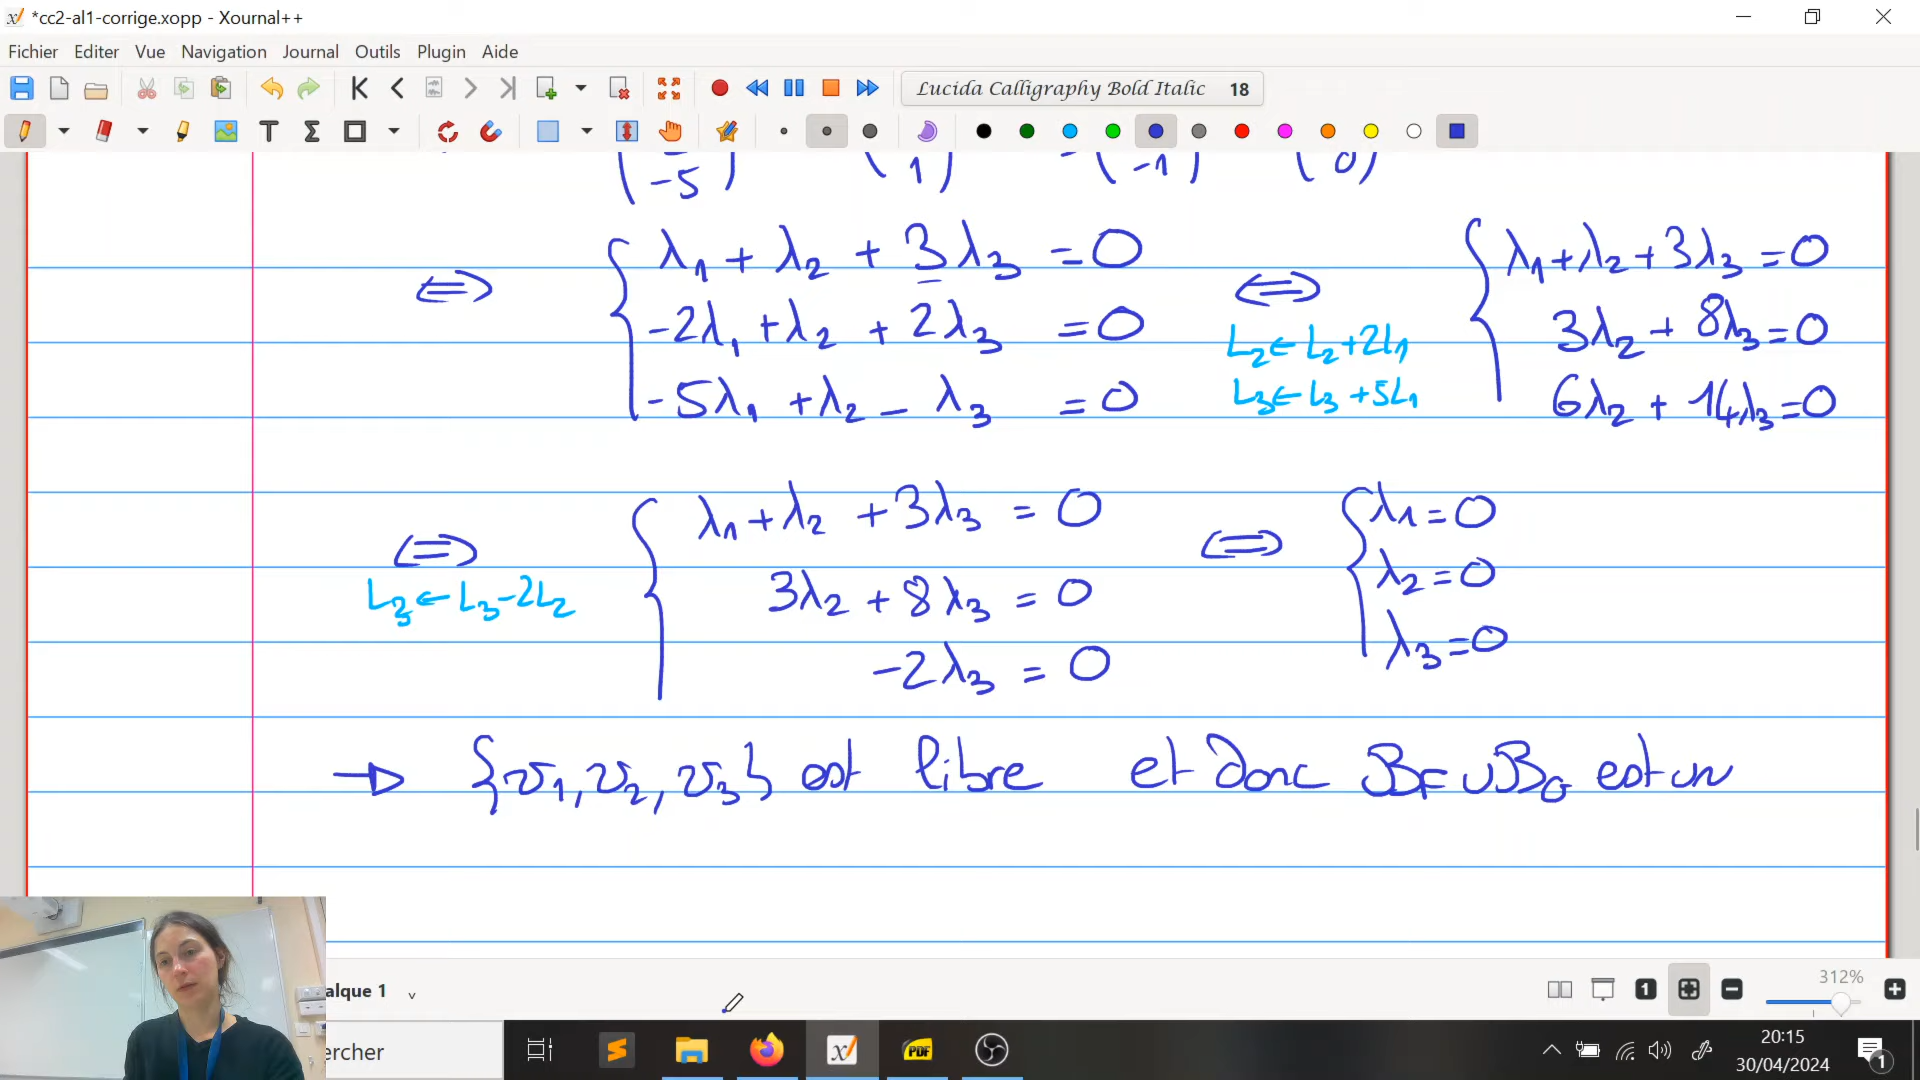 *cc2-al1-corrige.xopp - Xournal++
Fichier Editer Vue Navigation Journal Outils Plugin Aide
Lucida Calligraphy Bold Italic 18
-5 1 = -1 0
⟺ { λ1 + λ2 + 3λ3 = 0 ⟺ { λ1+λ2+3λ3=0
-2λ1 +λ2 + 2λ3 = 0 L2 ← L2+2L1 3λ2 + 8λ3=0
-5λ1 +λ2 - λ3 = 0 L3 ← L3 +5L1 6λ2 + 14λ3=0
⟺ { λ1+λ2 +3λ3 = 0 ⟺ { λ1=0
L3 ← L3-2L2 3λ2 + 8λ3 = 0 λ2=0
-2λ3 = 0 λ3=0
→ {v1, v2, v3} est libre et donc BF ∪ BG est un
alque 1
1
312%
ercher
PDF
20:15
30/04/2024
1